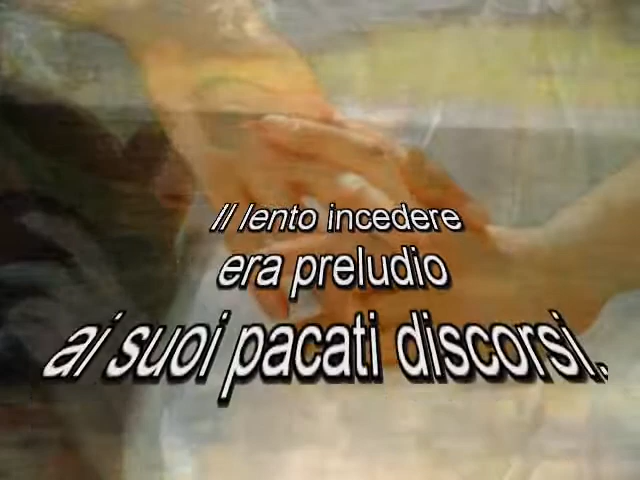 Il lento incedere
era preludio
ai suoi pacati discorsi.